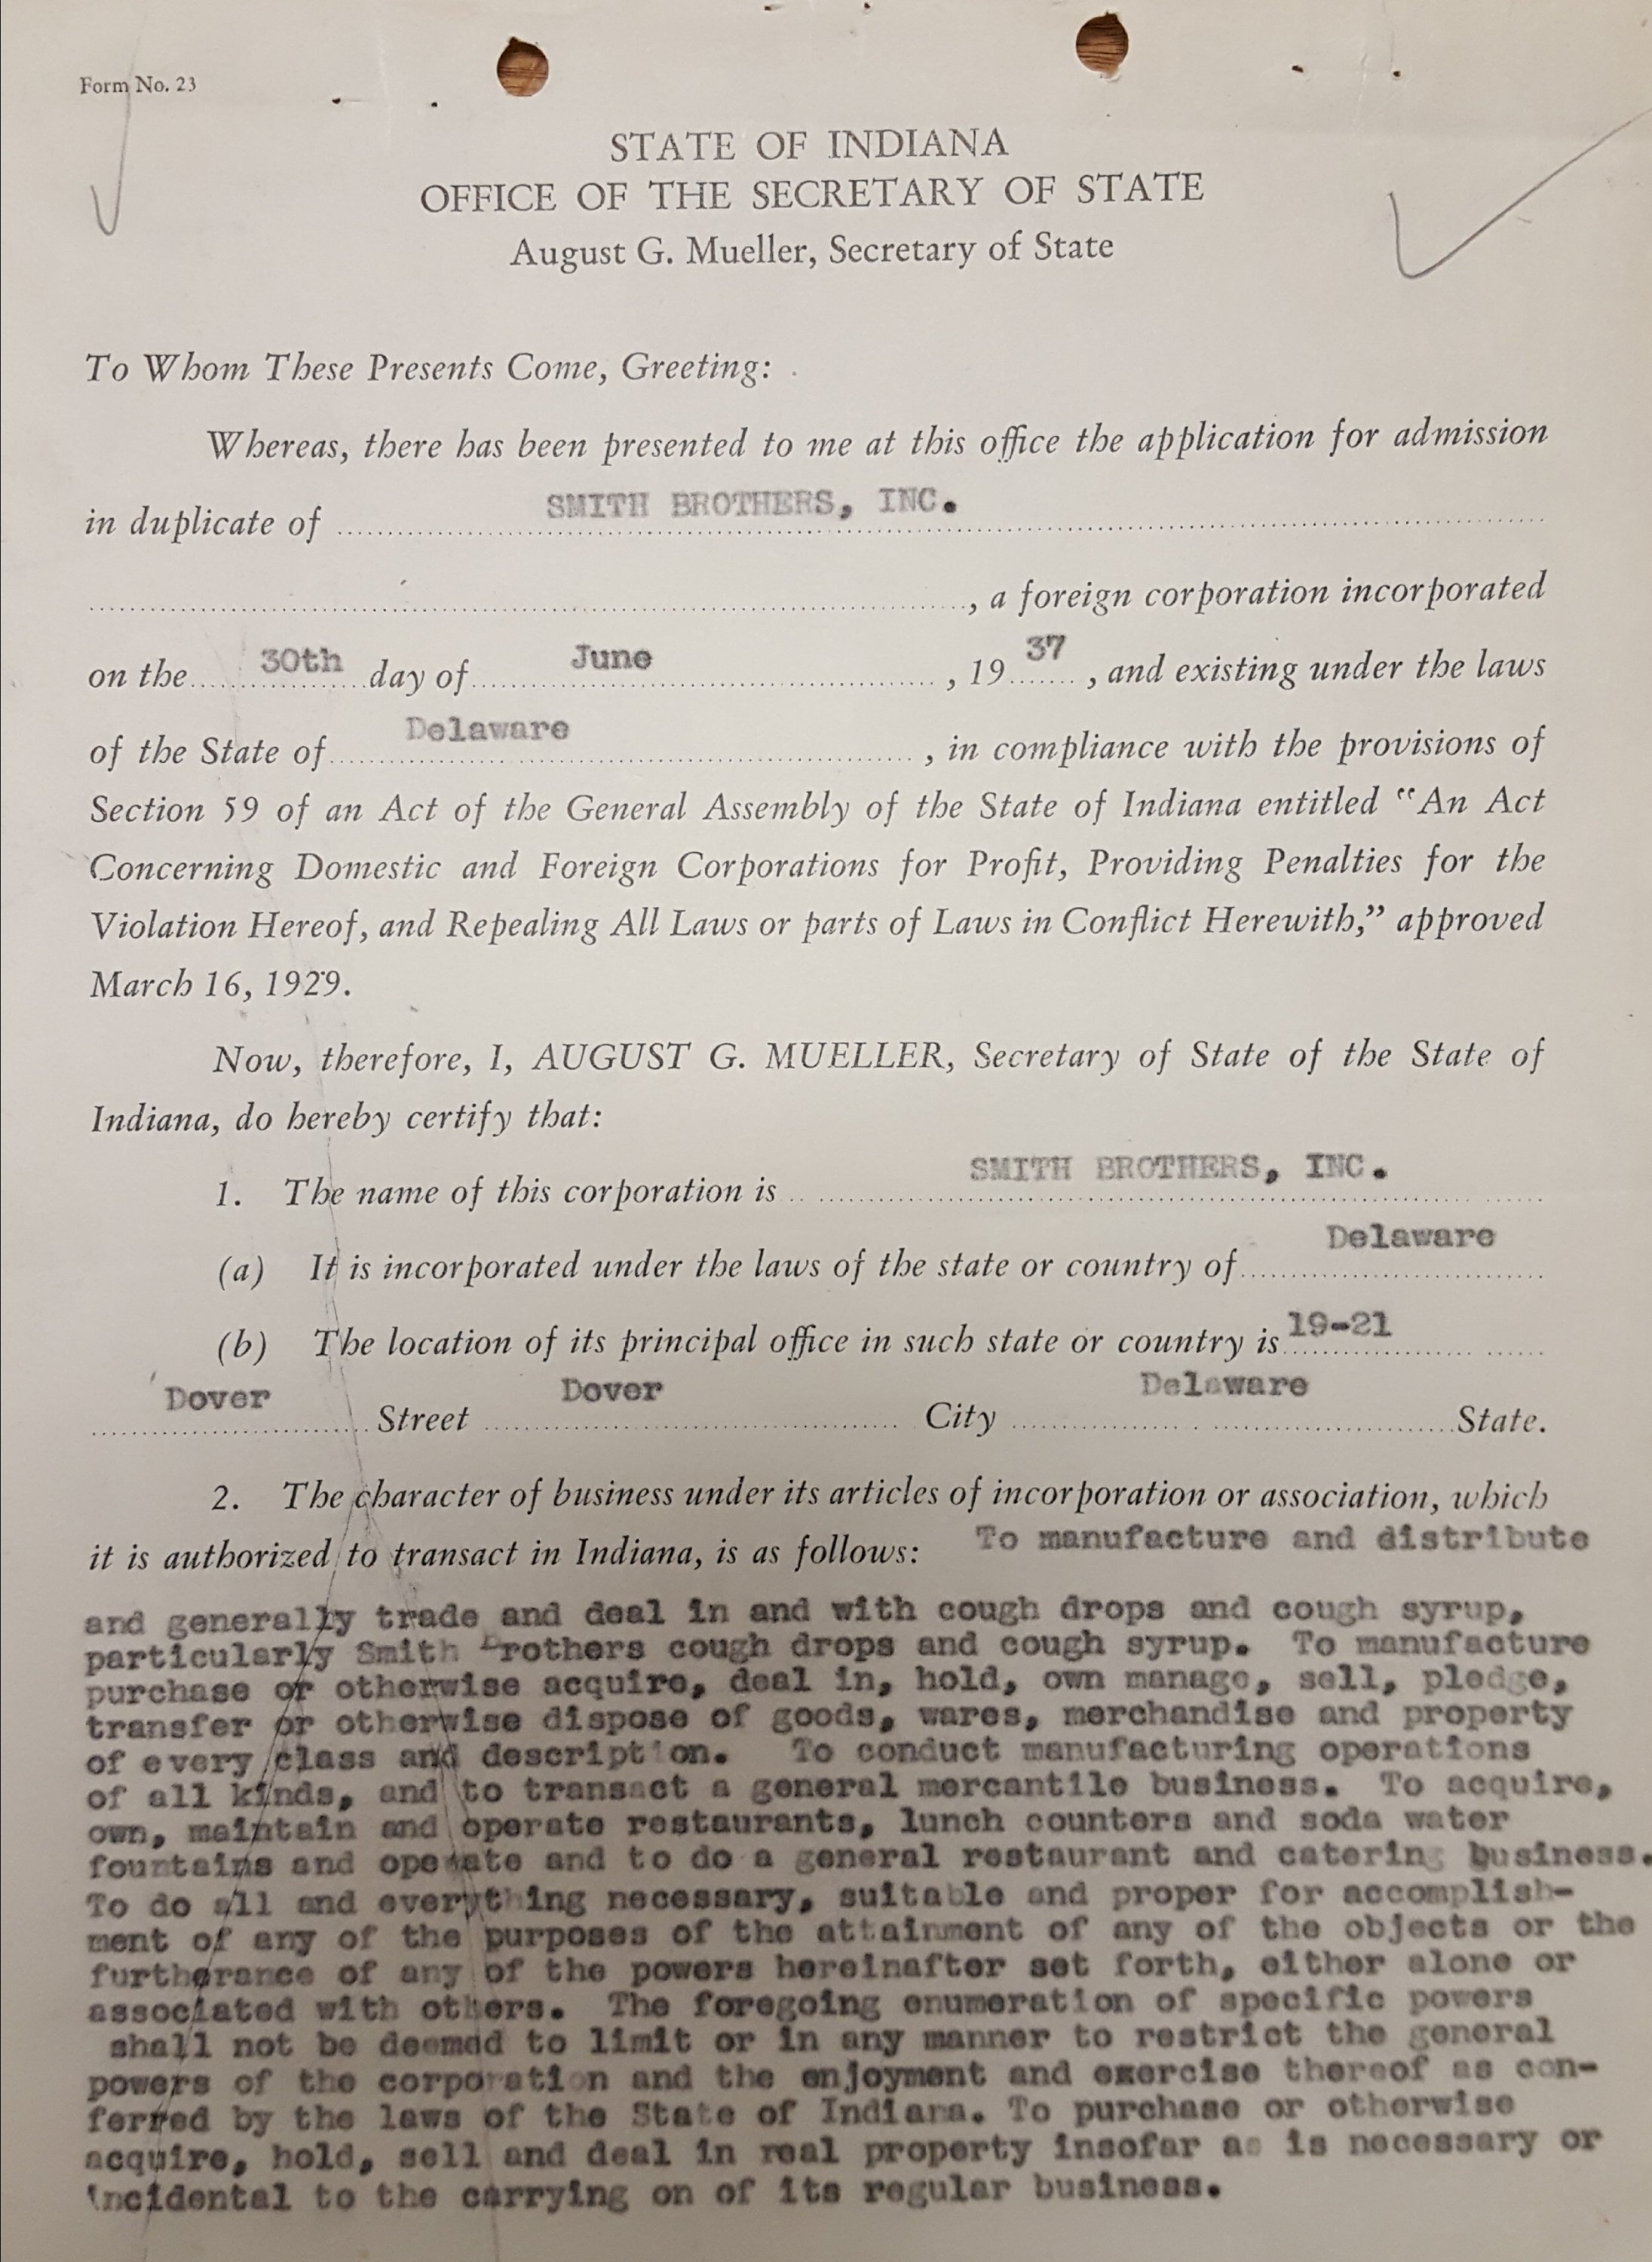 Form No. 23
STATE OF INDIANA
OFFICE OF THE SECRETARY OF STATE
August G. Mueller, Secretary of State
To Whom These Presents Come, Greeting:
Whereas, there has been presented to me at this office the application for admission
in duplicate of SMITH BROTHERS, INC.
, a foreign corporation incorporated
on the 30th day of June, 19 37, and existing under the laws
of the State of Delaware, in compliance with the provisions of
Section 59 of an Act of the General Assembly of the State of Indiana entitled "An Act
Concerning Domestic and Foreign Corporations for Profit, Providing Penalties for the
Violation Hereof, and Repealing All Laws or parts of Laws in Conflict Herewith," approved
March 16, 1929.
Now, therefore, I, AUGUST G. MUELLER, Secretary of State of the State of
Indiana, do hereby certify that:
1. The name of this corporation is SMITH BROTHERS, INC.
(a) It is incorporated under the laws of the state or country of Delaware
(b) The location of its principal office in such state or country is 19-21
Dover Street Dover City Delaware State.
2. The character of business under its articles of incorporation or association, which
it is authorized to transact in Indiana, is as follows: To manufacture and distribute
and generally trade and deal in and with cough drops and cough syrup,
particularly Smith Brothers cough drops and cough syrup. To manufacture
purchase or otherwise acquire, deal in, hold, own manage, sell, pledge,
transfer or otherwise dispose of goods, wares, merchandise and property
of every class and description. To conduct manufacturing operations
of all kinds, and to transact a general mercantile business. To acquire,
own, maintain and operate restaurants, lunch counters and soda water
fountains and operate and to do a general restaurant and catering business.
To do all and everything necessary, suitable and proper for accomplish-
ment of any of the purposes of the attainment of any of the objects or the
furtherance of any of the powers hereinafter set forth, either alone or
associated with others. The foregoing enumeration of specific powers
shall not be deemed to limit or in any manner to restrict the general
powers of the corporation and the enjoyment and exercise thereof as con-
ferred by the laws of the State of Indiana. To purchase or otherwise
acquire, hold, sell and deal in real property insofar as is necessary or
incidental to the carrying on of its regular business.